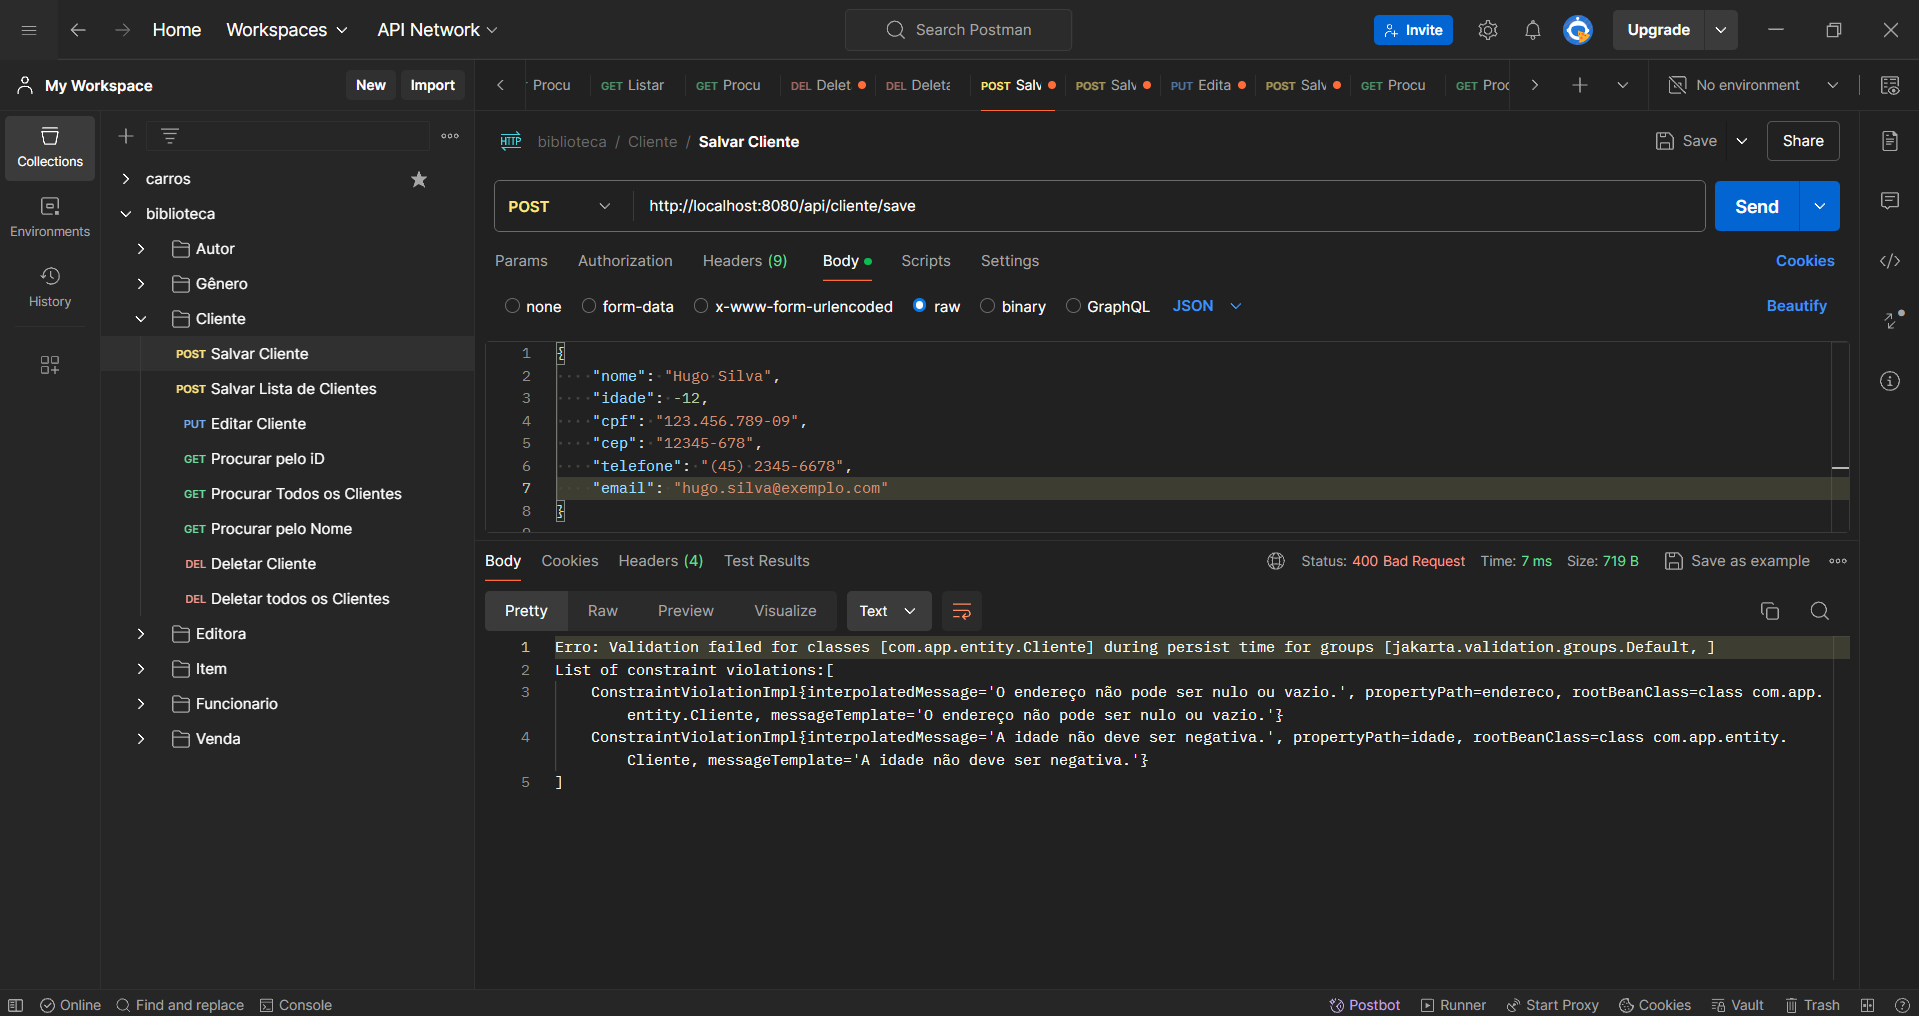 Home Workspaces API Network Search Postman Invite Upgrade
My Workspace New Import
Procu GET Listar GET Procu DEL Delet DEL Delet POST Salv POST Salv PUT Edita POST Salv GET Procu GET Proc No environment
Collections
Environments
History
carros
biblioteca
Autor
Gênero
Cliente
POST Salvar Cliente
POST Salvar Lista de Clientes
PUT Editar Cliente
GET Procurar pelo iD
GET Procurar Todos os Clientes
GET Procurar pelo Nome
DEL Deletar Cliente
DEL Deletar todos os Clientes
Editora
Item
Funcionario
Venda
HTTP biblioteca / Cliente / Salvar Cliente Save Share
POST http://localhost:8080/api/cliente/save Send
Params Authorization Headers (9) Body Scripts Settings Cookies
none form-data x-www-form-urlencoded raw binary GraphQL JSON Beautify
1 {
2 "nome": "Hugo Silva",
3 "idade": -12,
4 "cpf": "123.456.789-09",
5 "cep": "12345-678",
6 "telefone": "(45) 2345-6678",
7 "email": "hugo.silva@exemplo.com"
8 }
Body Cookies Headers (4) Test Results Status: 400 Bad Request Time: 7 ms Size: 719 B Save as example
Pretty Raw Preview Visualize Text
1 Erro: Validation failed for classes [com.app.entity.Cliente] during persist time for groups [jakarta.validation.groups.Default, ]
2 List of constraint violations:[
3 ConstraintViolationImpl{interpolatedMessage='O endereço não pode ser nulo ou vazio.', propertyPath=endereco, rootBeanClass=class com.app.
entity.Cliente, messageTemplate='O endereço não pode ser nulo ou vazio.'}
4 ConstraintViolationImpl{interpolatedMessage='A idade não deve ser negativa.', propertyPath=idade, rootBeanClass=class com.app.entity.
Cliente, messageTemplate='A idade não deve ser negativa.'}
5 ]
Online Find and replace Console Postbot Runner Start Proxy Cookies Vault Trash